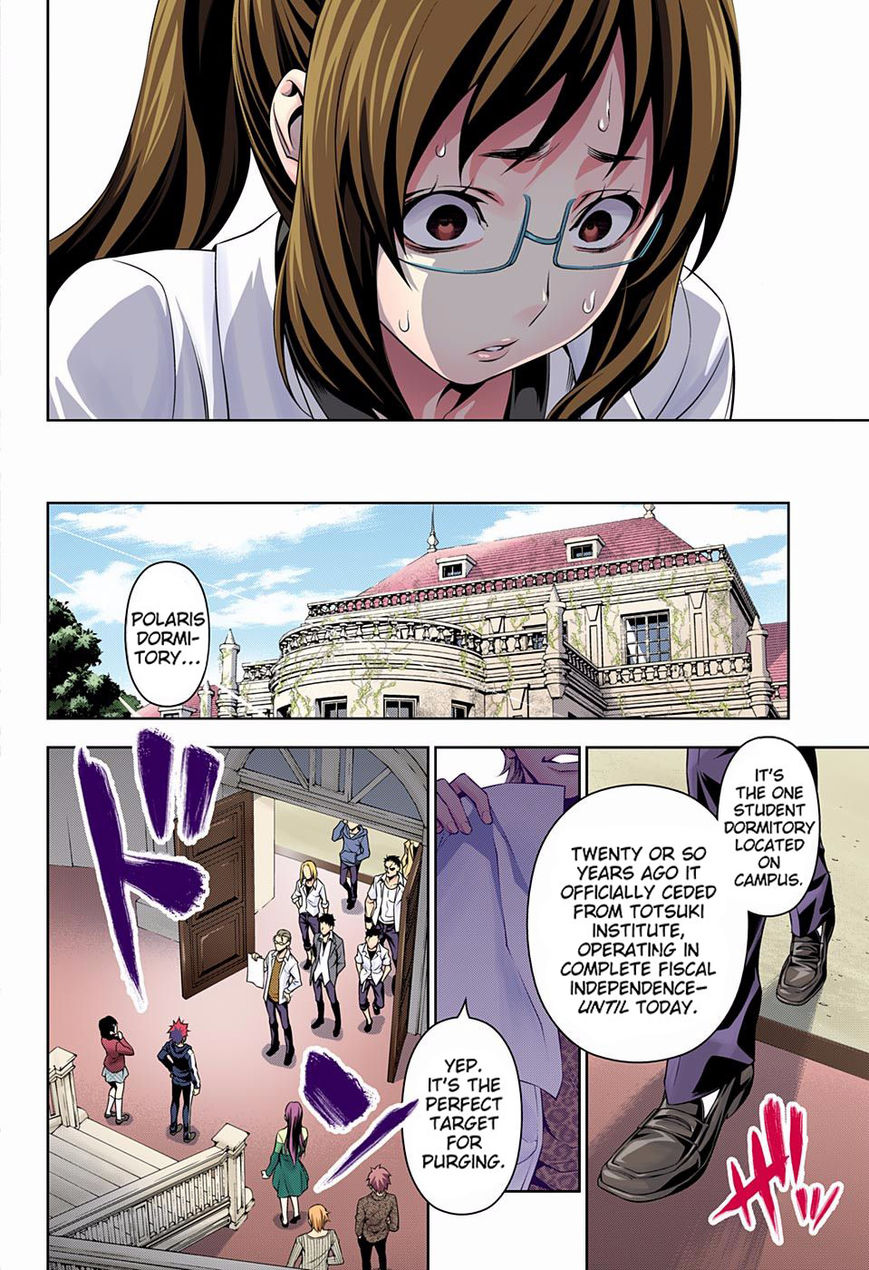 POLARIS
DORMI-
TORY...
IT'S
THE ONE
STUDENT
DORMITORY
LOCATED
ON
CAMPUS.
ザッ
TWENTY OR SO
YEARS AGO IT
OFFICIALLY CEDED
FROM TOTSUKI
INSTITUTE,
OPERATING IN
COMPLETE FISCAL
INDEPENDENCE–
UNTIL TODAY.
YEP.
IT'S THE
PERFECT
TARGET
FOR
PURGING.
ドン